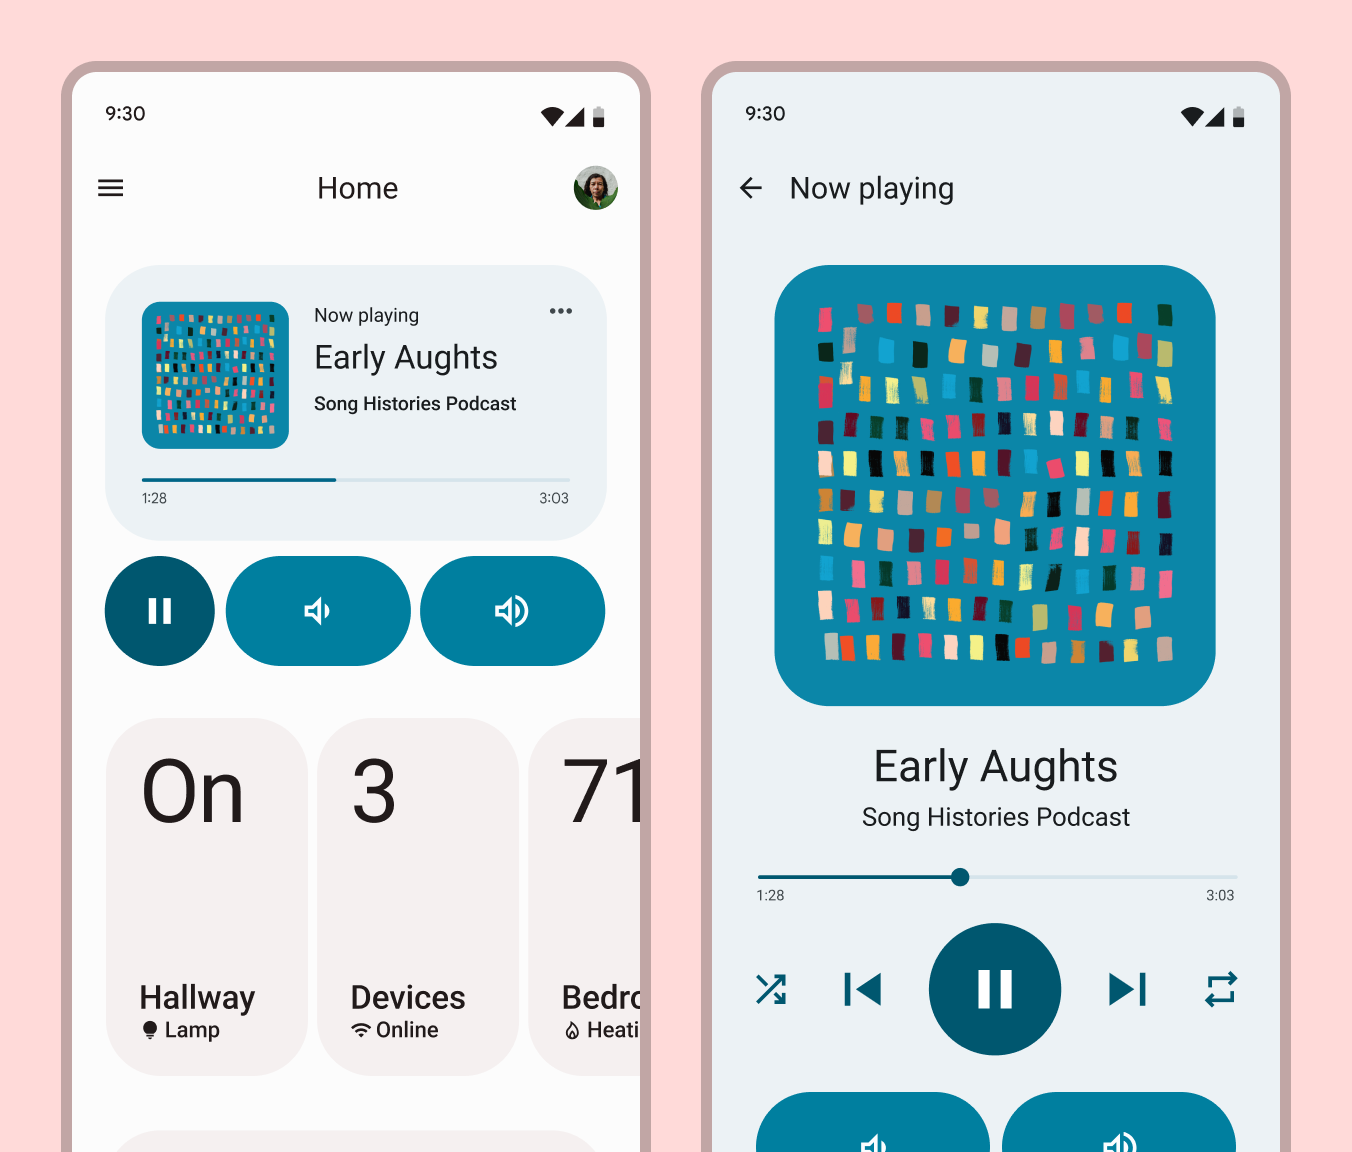 9:30
Home
Now playing
Early Aughts
Song Histories Podcast
1:28
3:03
On
3
71
Hallway
Devices
Bedro
Lamp
Online
Heati
9:30
Now playing
Early Aughts
Song Histories Podcast
1:28
3:03